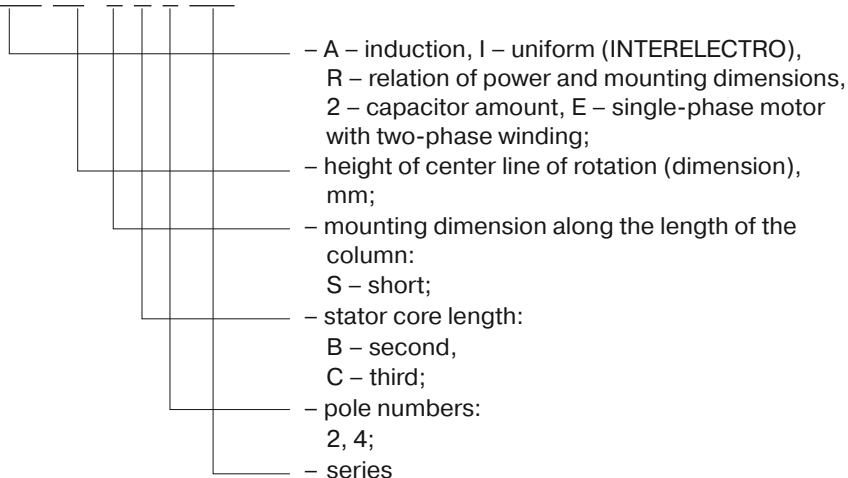 – A – induction, I – uniform (INTERELECTRO),
R – relation of power and mounting dimensions,
2 – capacitor amount, E – single-phase motor
with two-phase winding;
– height of center line of rotation (dimension),
mm;
– mounting dimension along the length of the
column:
S – short;
– stator core length:
B – second,
C – third;
– pole numbers:
2, 4;
– series